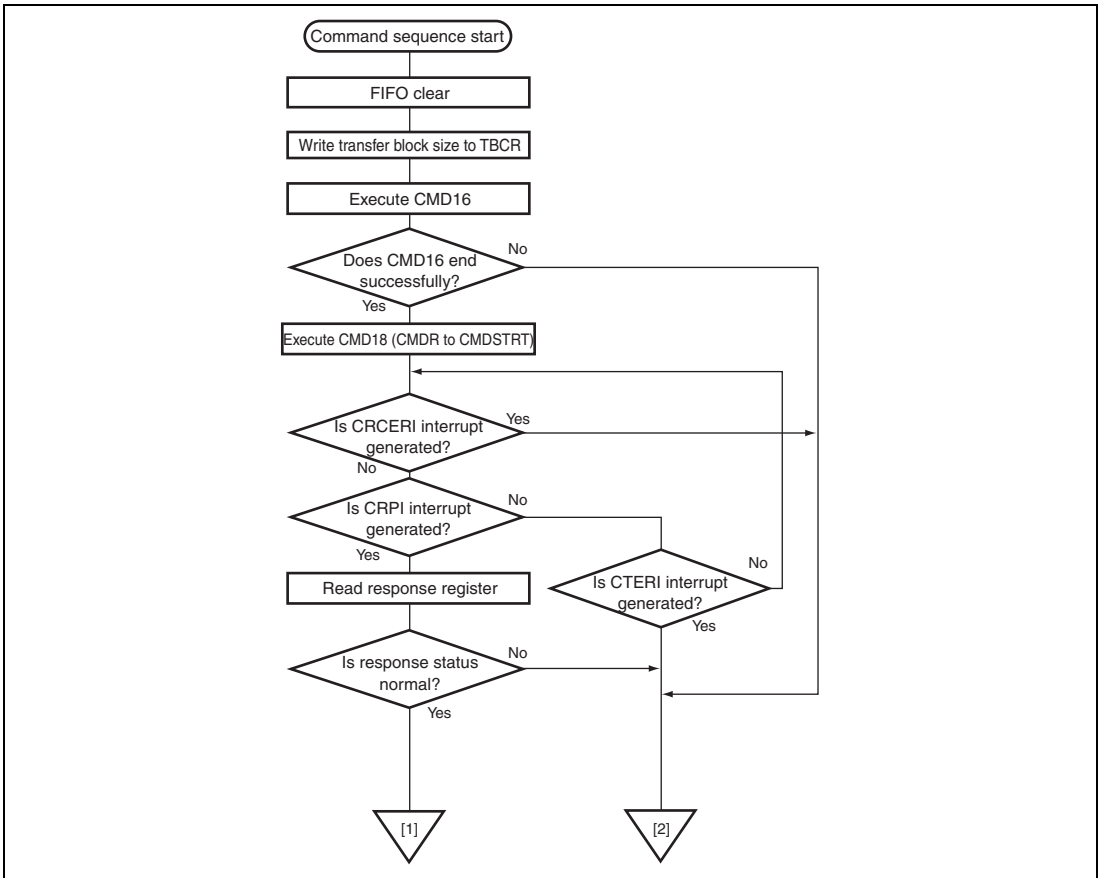 Command sequence start
FIFO clear
Write transfer block size to TBCR
Execute CMD16
Does CMD16 end
successfully?
No
Yes
Execute CMD18 (CMDR to CMDSTRT)
Is CRCERI interrupt
generated?
Yes
No
Is CRPI interrupt
generated?
No
Yes
Is CTERI interrupt
generated?
No
Yes
Read response register
Is response status
normal?
No
Yes
[1]
[2]